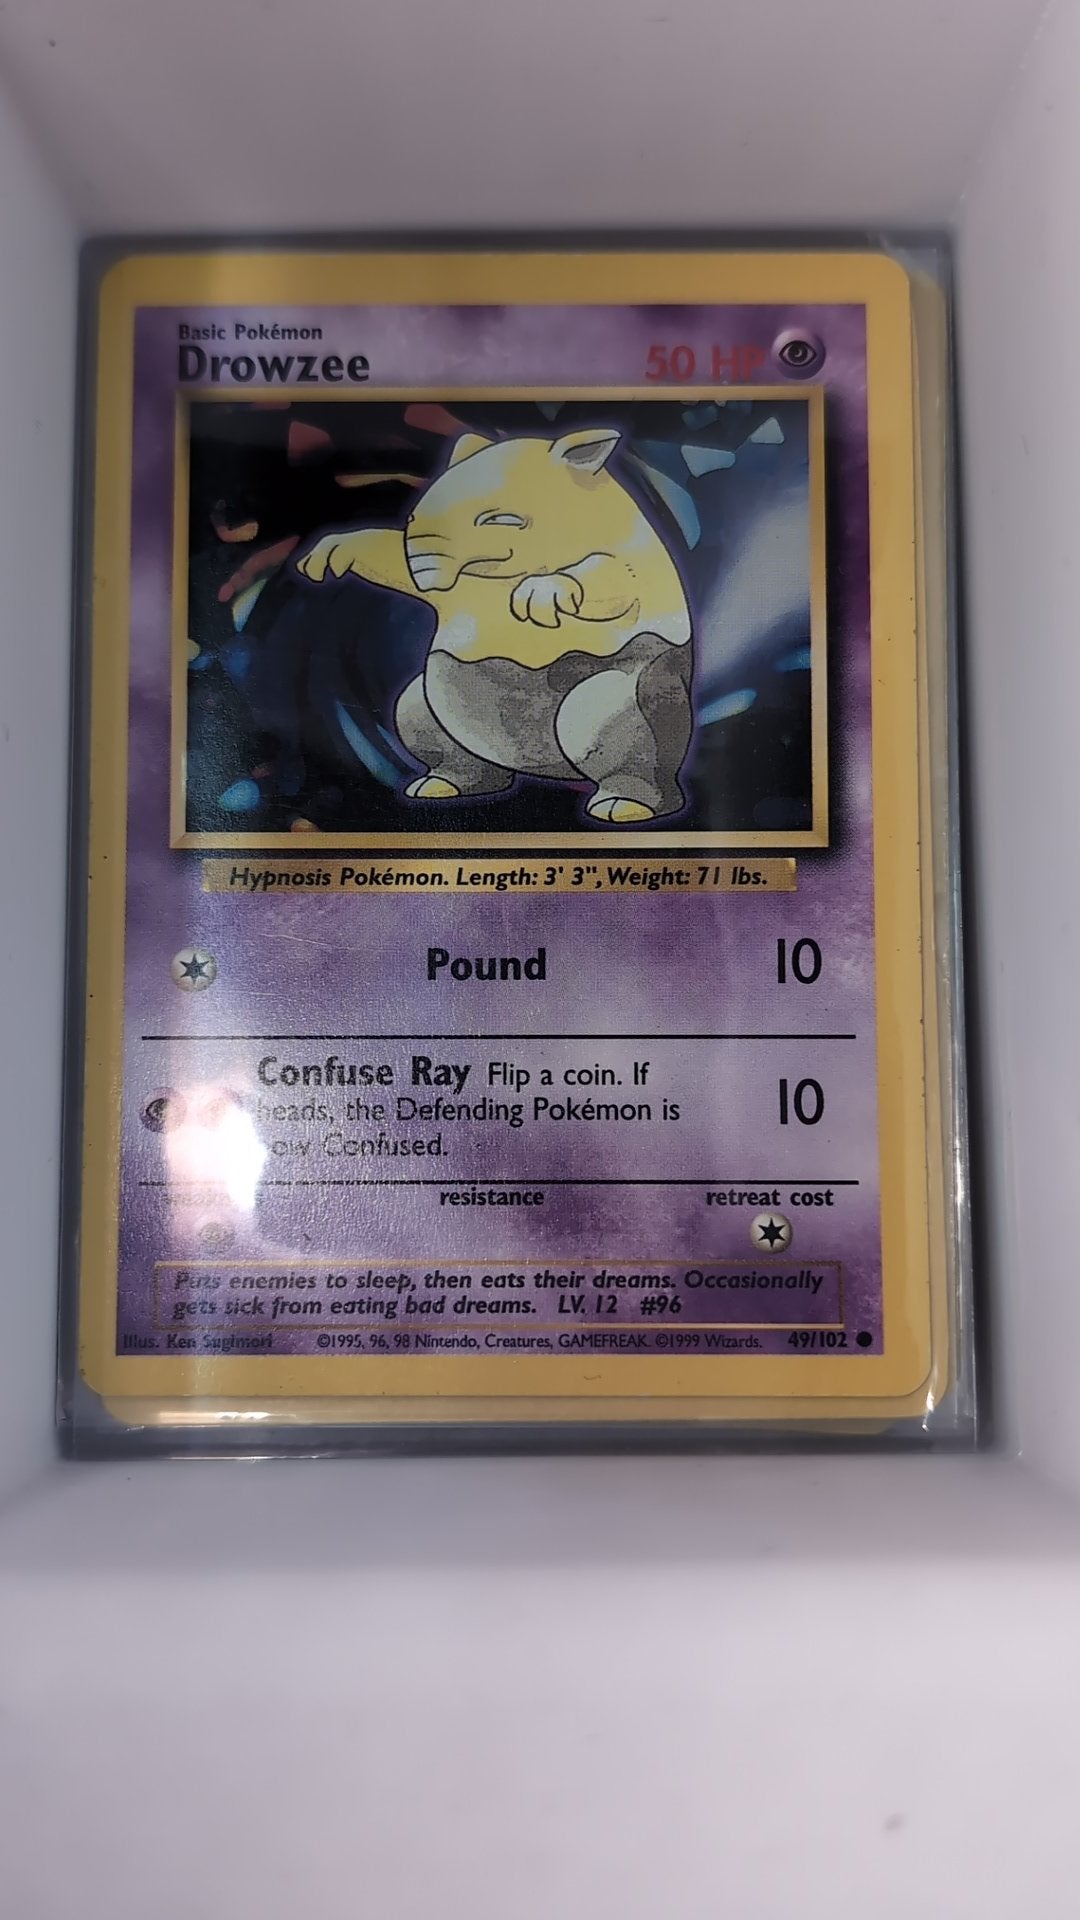 Basic Pokémon
Drowzee 50 HP
Hypnosis Pokémon. Length: 3' 3", Weight: 71 lbs.
Pound 10
Confuse Ray Flip a coin. If
heads, the Defending Pokémon is 10
now Confused.
weakness resistance retreat cost
Puts enemies to sleep, then eats their dreams. Occasionally
gets sick from eating bad dreams. LV. 12 #96
Illus. Ken Sugimori ©1995, 96, 98 Nintendo, Creatures, GAMEFREAK. ©1999 Wizards. 49/102